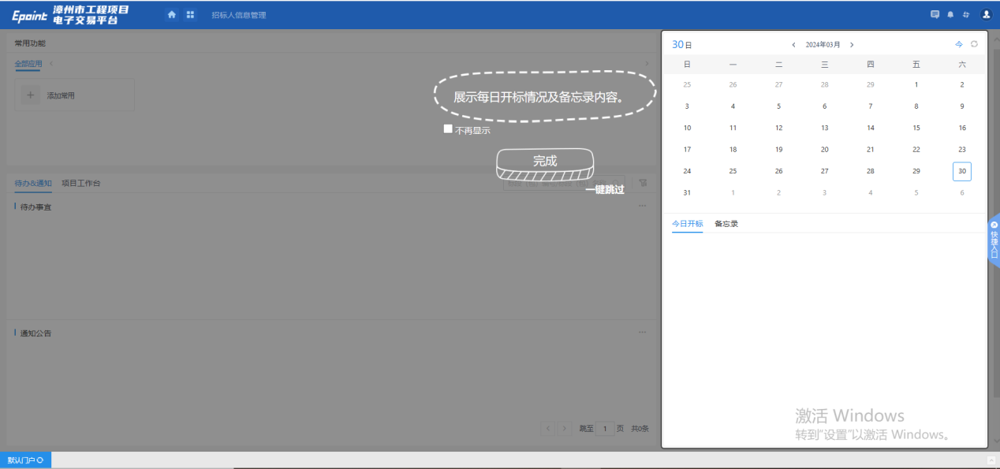 Epoint 漳州市工程项目
电子交易平台
招标人信息管理
常用功能
全部应用
添加常用
展示每日开标情况及备忘录内容。
不再显示
完成
一键跳过
待办&通知 项目工作台
待办事宜
通知公告
跳至 1 页 共0条
30日 2024年03月 今
日 一 二 三 四 五 六
25 26 27 28 29 1 2
3 4 5 6 7 8 9
10 11 12 13 14 15 16
17 18 19 20 21 22 23
24 25 26 27 28 29 30
31 1 2 3 4 5 6
今日开标 备忘录
快捷入口
激活 Windows
转到“设置”以激活 Windows。
默认门户